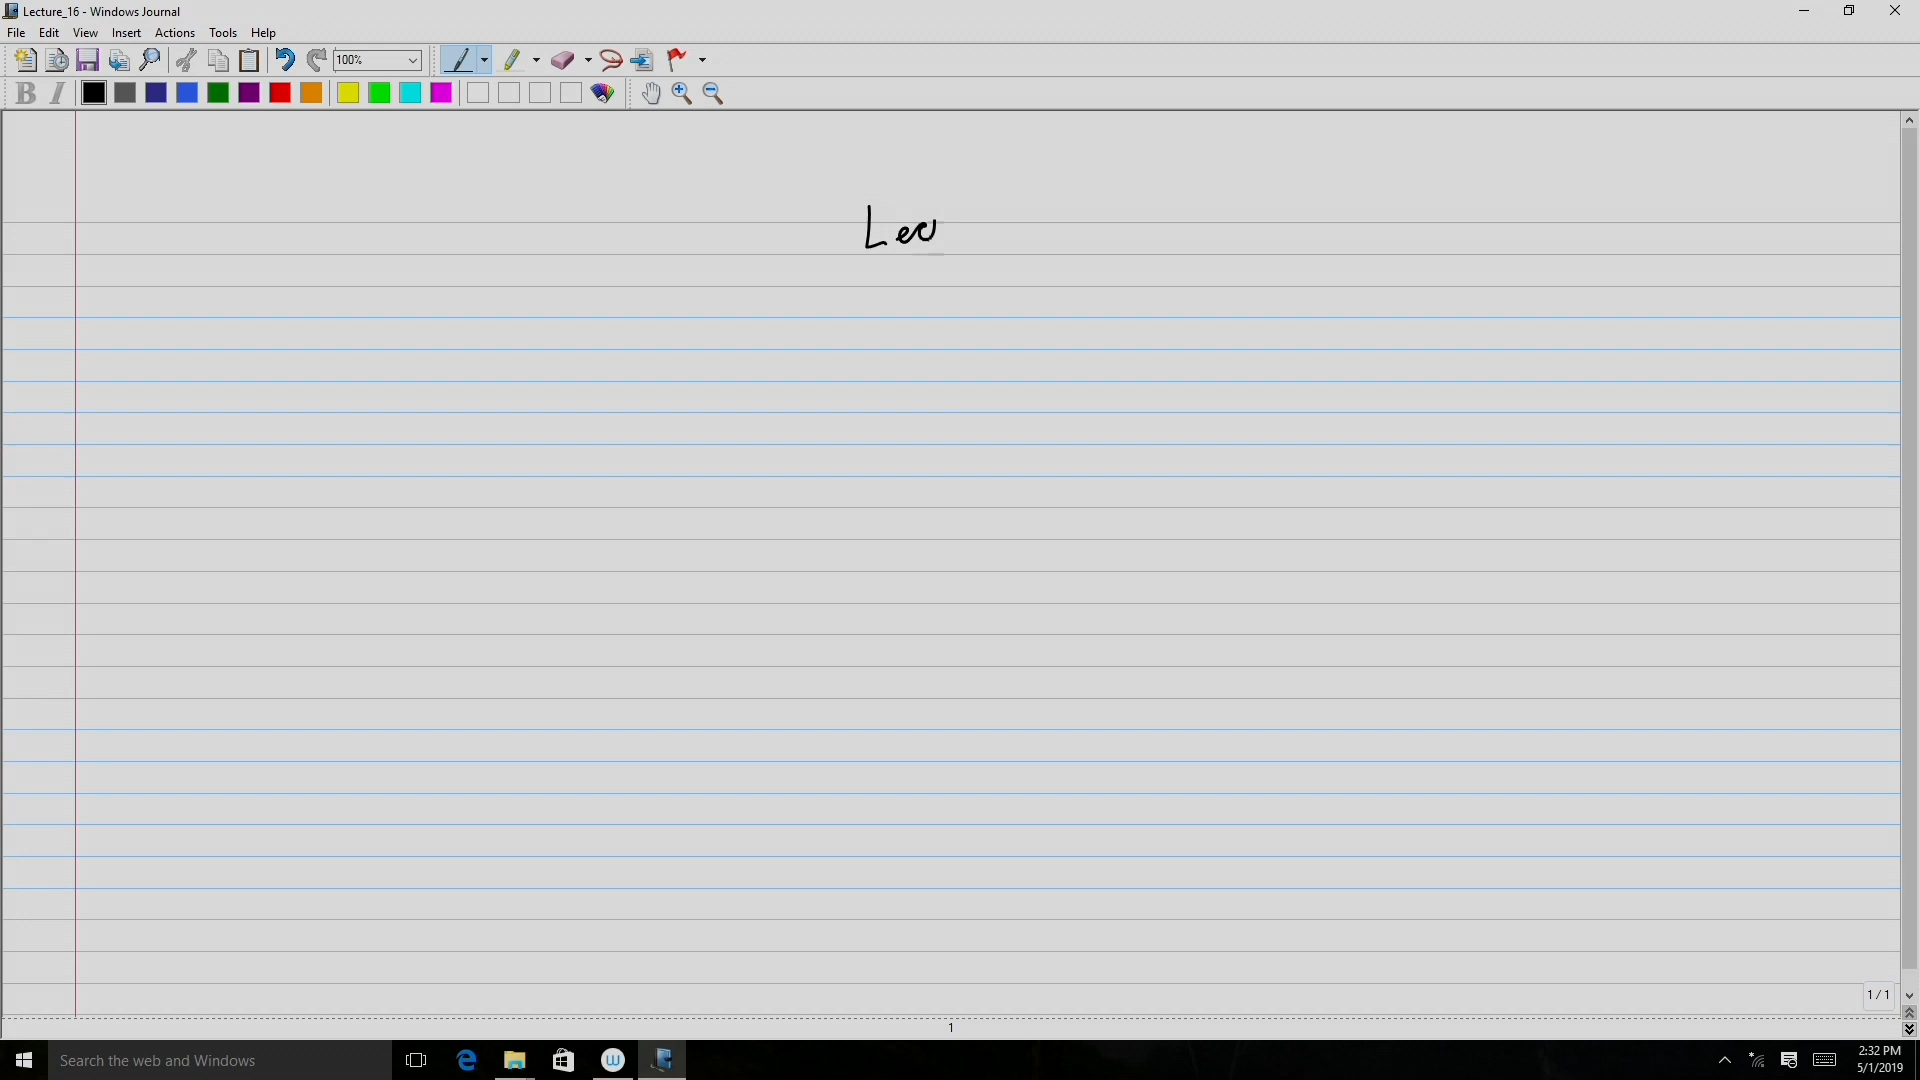 Lecture_16 - Windows Journal
File Edit View Insert Actions Tools Help
100%
B I
Lec
1 / 1
1
Search the web and Windows
2:32 PM
5/1/2019